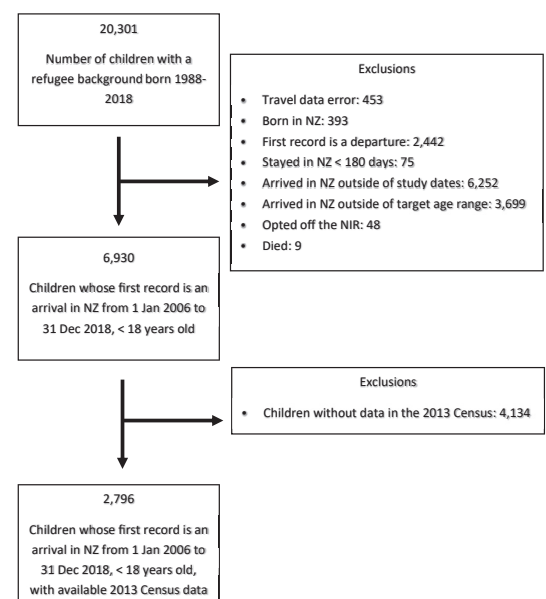 20,301
Number of children with a
refugee background born 1988-
2018
Exclusions
• Travel data error: 453
• Born in NZ: 393
• First record is a departure: 2,442
• Stayed in NZ < 180 days: 75
• Arrived in NZ outside of study dates: 6,252
• Arrived in NZ outside of target age range: 3,699
• Opted off the NIR: 48
• Died: 9
6,930
Children whose first record is an
arrival in NZ from 1 Jan 2006 to
31 Dec 2018, < 18 years old
Exclusions
• Children without data in the 2013 Census: 4,134
2,796
Children whose first record is an
arrival in NZ from 1 Jan 2006 to
31 Dec 2018, < 18 years old,
with available 2013 Census data